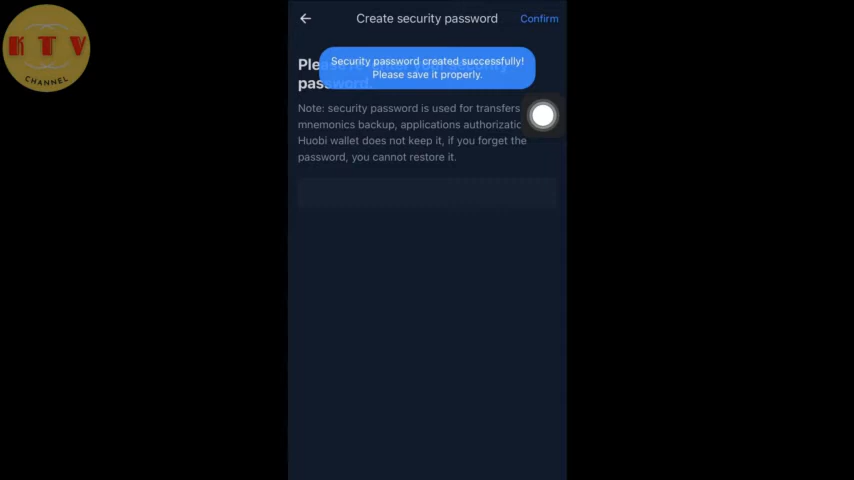 KTV
CHANNEL
Create security password
Confirm
Security password created successfully!
Please save it properly.
password.
Note: security password is used for transfers
mnemonics backup, applications
Huobi wallet does not keep it, if you forget the
password, you cannot restore it.